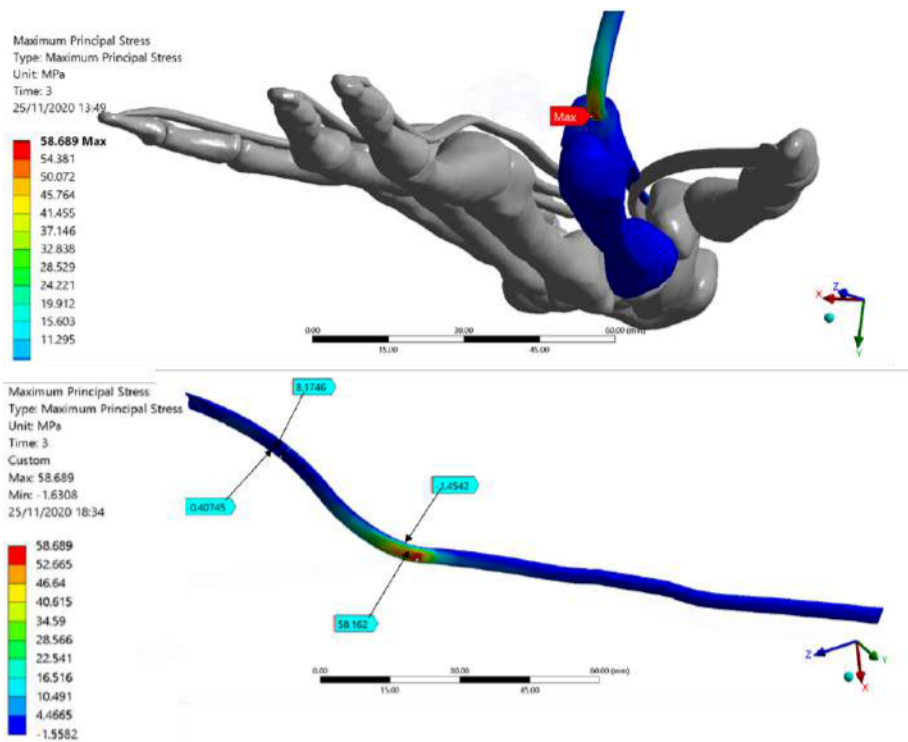 Maximum Principal Stress
Type: Maximum Principal Stress
Unit: MPa
Time: 3
25/11/2020 13:49
58.689 Max
54.381
50.072
45.764
41.455
37.146
32.838
28.529
24.221
19.912
15.603
11.295
Max
0.00
30.00
60.00 (mm)
15.00
45.00
X
Z
Y
Maximum Principal Stress
Type: Maximum Principal Stress
Unit: MPa
Time: 3
Custom
Max: 58.689
Min: -1.6308
25/11/2020 18:34
58.689
52.665
46.64
40.615
34.59
28.566
22.541
16.516
10.491
4.4665
-1.5582
8.1746
-0.40745
-1.4542
58.162
0.00
30.00
60.00 (mm)
15.00
45.00
Z
Y
X